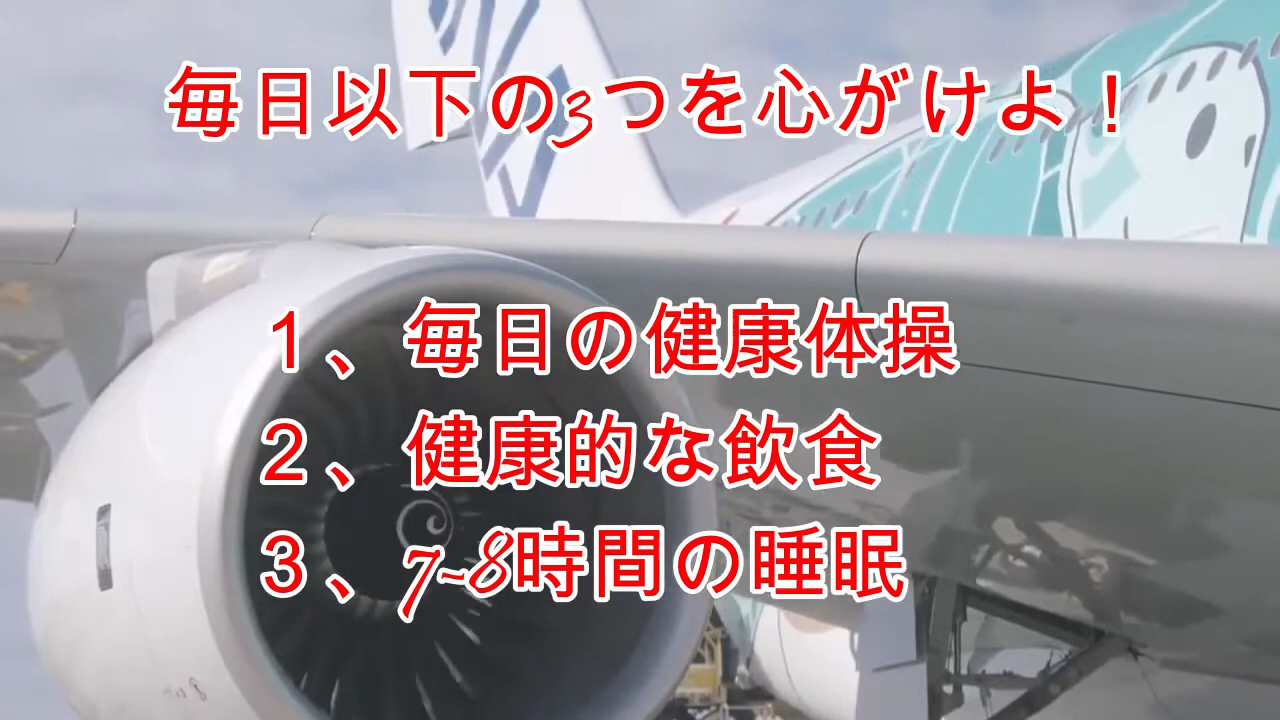 毎日以下の3つを心がけよ！
１、毎日の健康体操
２、健康的な飲食
３、7~8時間の睡眠